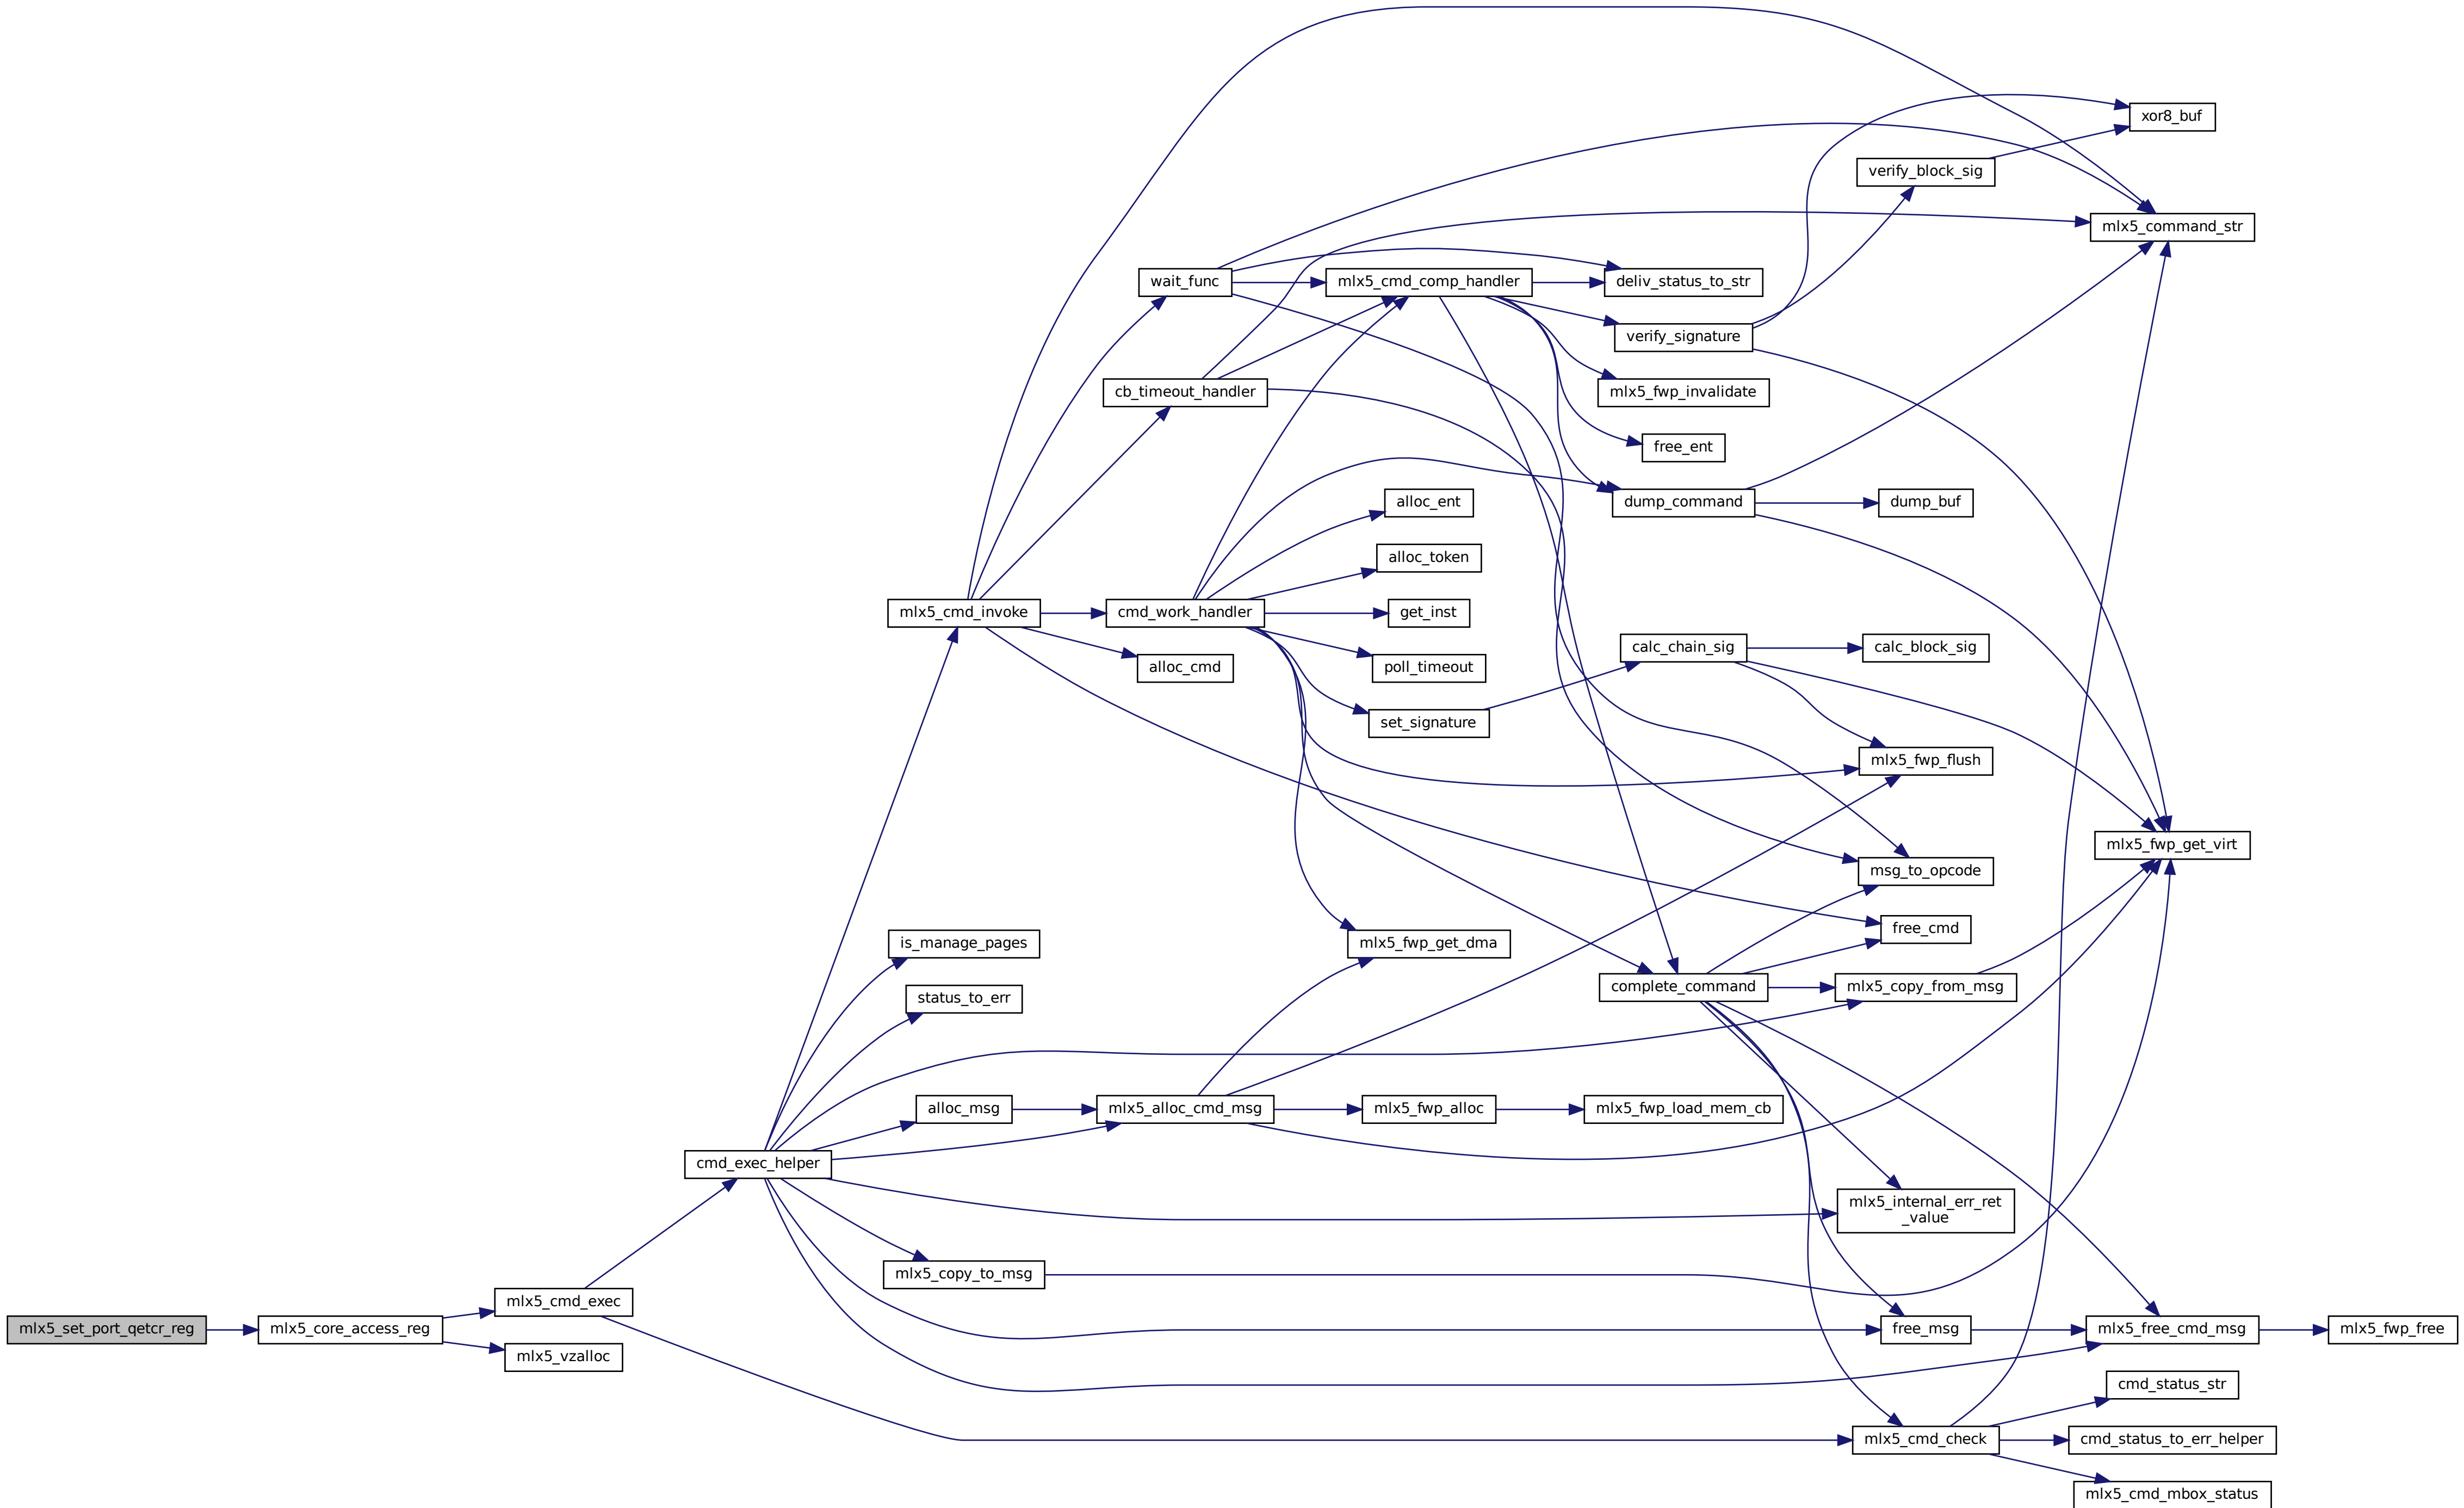 xor8_buf
verify_block_sig
mlx5_command_str
wait_func
mlx5_cmd_comp_handler
deliv_status_to_str
verify_signature
cb_timeout_handler
mlx5_fwp_invalidate
free_ent
alloc_ent
dump_command
dump_buf
alloc_token
mlx5_cmd_invoke
cmd_work_handler
get_inst
alloc_cmd
poll_timeout
calc_chain_sig
calc_block_sig
set_signature
mlx5_fwp_flush
mlx5_fwp_get_virt
msg_to_opcode
is_manage_pages
mlx5_fwp_get_dma
free_cmd
status_to_err
complete_command
mlx5_copy_from_msg
alloc_msg
mlx5_alloc_cmd_msg
mlx5_fwp_alloc
mlx5_fwp_load_mem_cb
cmd_exec_helper
mlx5_internal_err_ret
_value
mlx5_copy_to_msg
mlx5_cmd_exec
mlx5_set_port_qetcr_reg
mlx5_core_access_reg
free_msg
mlx5_free_cmd_msg
mlx5_fwp_free
mlx5_vzalloc
cmd_status_str
mlx5_cmd_check
cmd_status_to_err_helper
mlx5_cmd_mbox_status